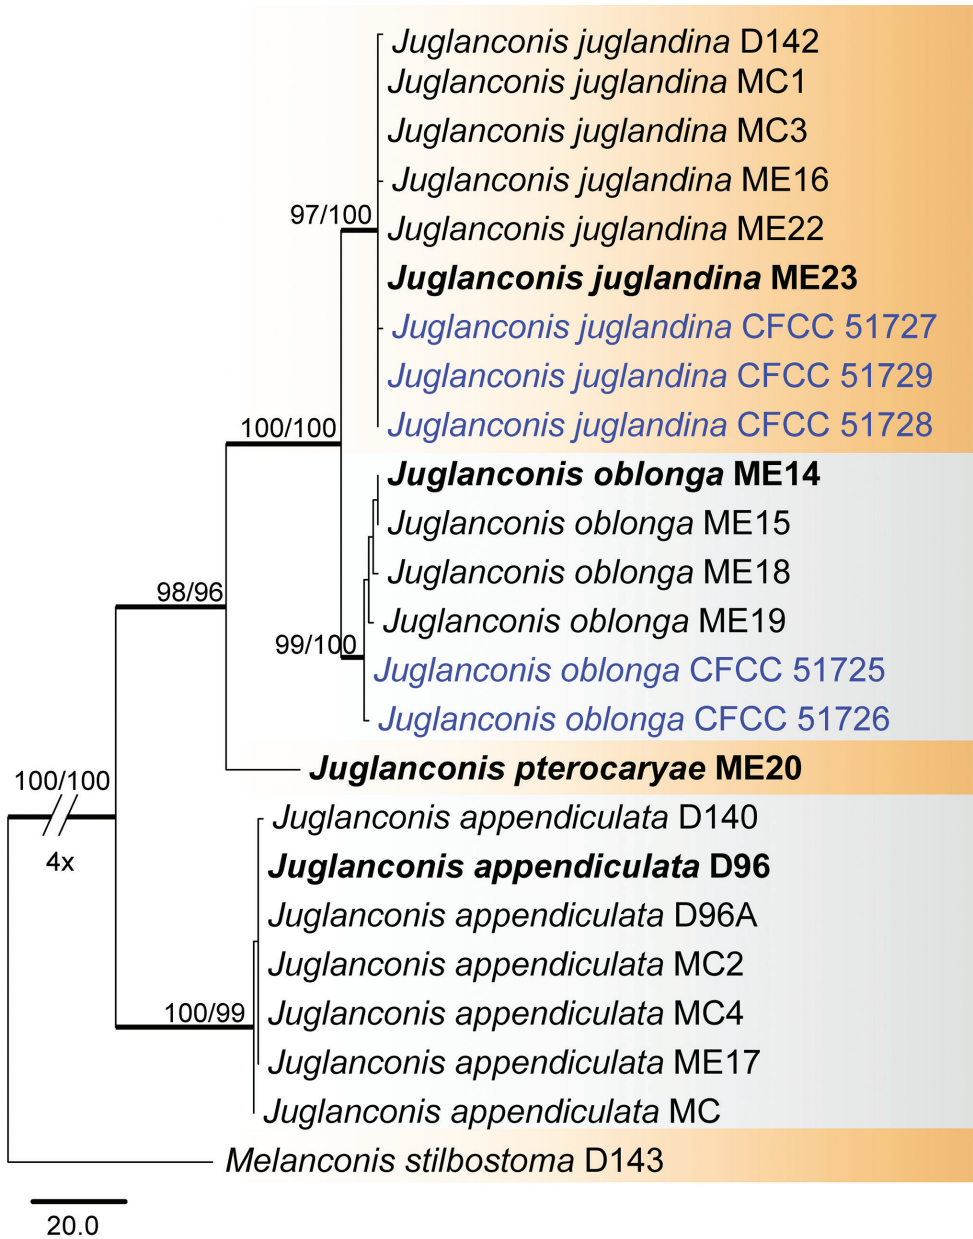 Juglanconis juglandina D142
Juglanconis juglandina MC1
Juglanconis juglandina MC3
Juglanconis juglandina ME16
97/100
Juglanconis juglandina ME22
Juglanconis juglandina ME23
Juglanconis juglandina CFCC 51727
Juglanconis juglandina CFCC 51729
100/100
Juglanconis juglandina CFCC 51728
Juglanconis oblonga ME14
Juglanconis oblonga ME15
Juglanconis oblonga ME18
98/96
Juglanconis oblonga ME19
99/100
Juglanconis oblonga CFCC 51725
Juglanconis oblonga CFCC 51726
Juglanconis pterocaryae ME20
100/100
Juglanconis appendiculata D140
4x
Juglanconis appendiculata D96
Juglanconis appendiculata D96A
Juglanconis appendiculata MC2
100/99
Juglanconis appendiculata MC4
Juglanconis appendiculata ME17
Juglanconis appendiculata MC
Melanconis stilbostoma D143
20.0